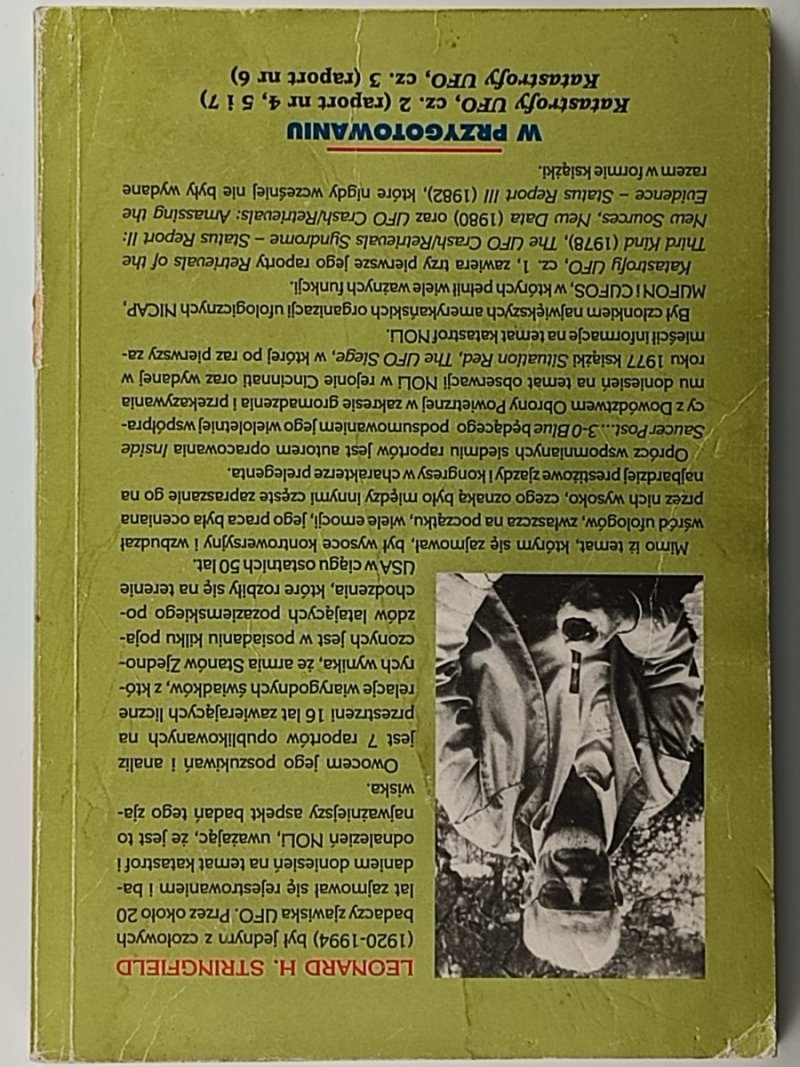 LEONARD H. STRINGFIELD
(1920-1994) był jednym z czołowych
badaczy zjawiska UFO. Przez około 20
lat zajmował się rejestrowaniem i ba-
daniem doniesień na temat katastrof i
odnalezień NOLi, uważając, że jest to
najważniejszy aspekt badań tego zja-
wiska.
Owocem jego poszukiwań i analiz
jest 7 raportów opublikowanych na
przestrzeni 16 lat zawierających liczne
relacje wiarygodnych świadków, z któ-
rych wynika, że armia Stanów Zjedno-
czonych jest w posiadaniu kilku poja-
zdów latających pozaziemskiego po-
chodzenia, które rozbiły się na terenie
USA w ciągu ostatnich 50 lat.
Mimo iż temat, którym się zajmował, był wysoce kontrowersyjny i wzbudzał
wśród ufologów, zwłaszcza na początku, wiele emocji, jego praca była oceniana
przez nich wysoko, czego oznaką było między innymi częste zapraszanie go na
najbardziej prestiżowe zjazdy i kongresy w charakterze prelegenta.
Oprócz wspomnianych siedmiu raportów jest autorem opracowania Inside
Saucer Post...3-0 Blue będącego podsumowaniem jego wieloletniej współpra-
cy z Dowództwem Obrony Powietrznej w zakresie gromadzenia i przekazywania
mu doniesień na temat obserwacji NOLi w rejonie Cincinnati oraz wydanej w
roku 1977 książki Situation Red, The UFO Siege, w której po raz pierwszy za-
mieścił informacje na temat katastrof NOLi.
Był członkiem największych amerykańskich organizacji ufologicznych NICAP,
MUFON i CUFOS, w których pełnił wiele ważnych funkcji.
Katastrofy UFO, cz. 1, zawiera trzy pierwsze jego raporty Retrievals of the
Third Kind (1978), The UFO Crash/Retrievals Syndrome – Status Report II:
New Sources, New Data (1980) oraz UFO Crash/Retrievals: Amassing the
Evidence – Status Report III (1982), które nigdy wcześniej nie były wydane
razem w formie książki.
W PRZYGOTOWANIU
Katastrofy UFO, cz. 2 (raport nr 4, 5 i 7)
Katastrofy UFO, cz. 3 (raport nr 6)